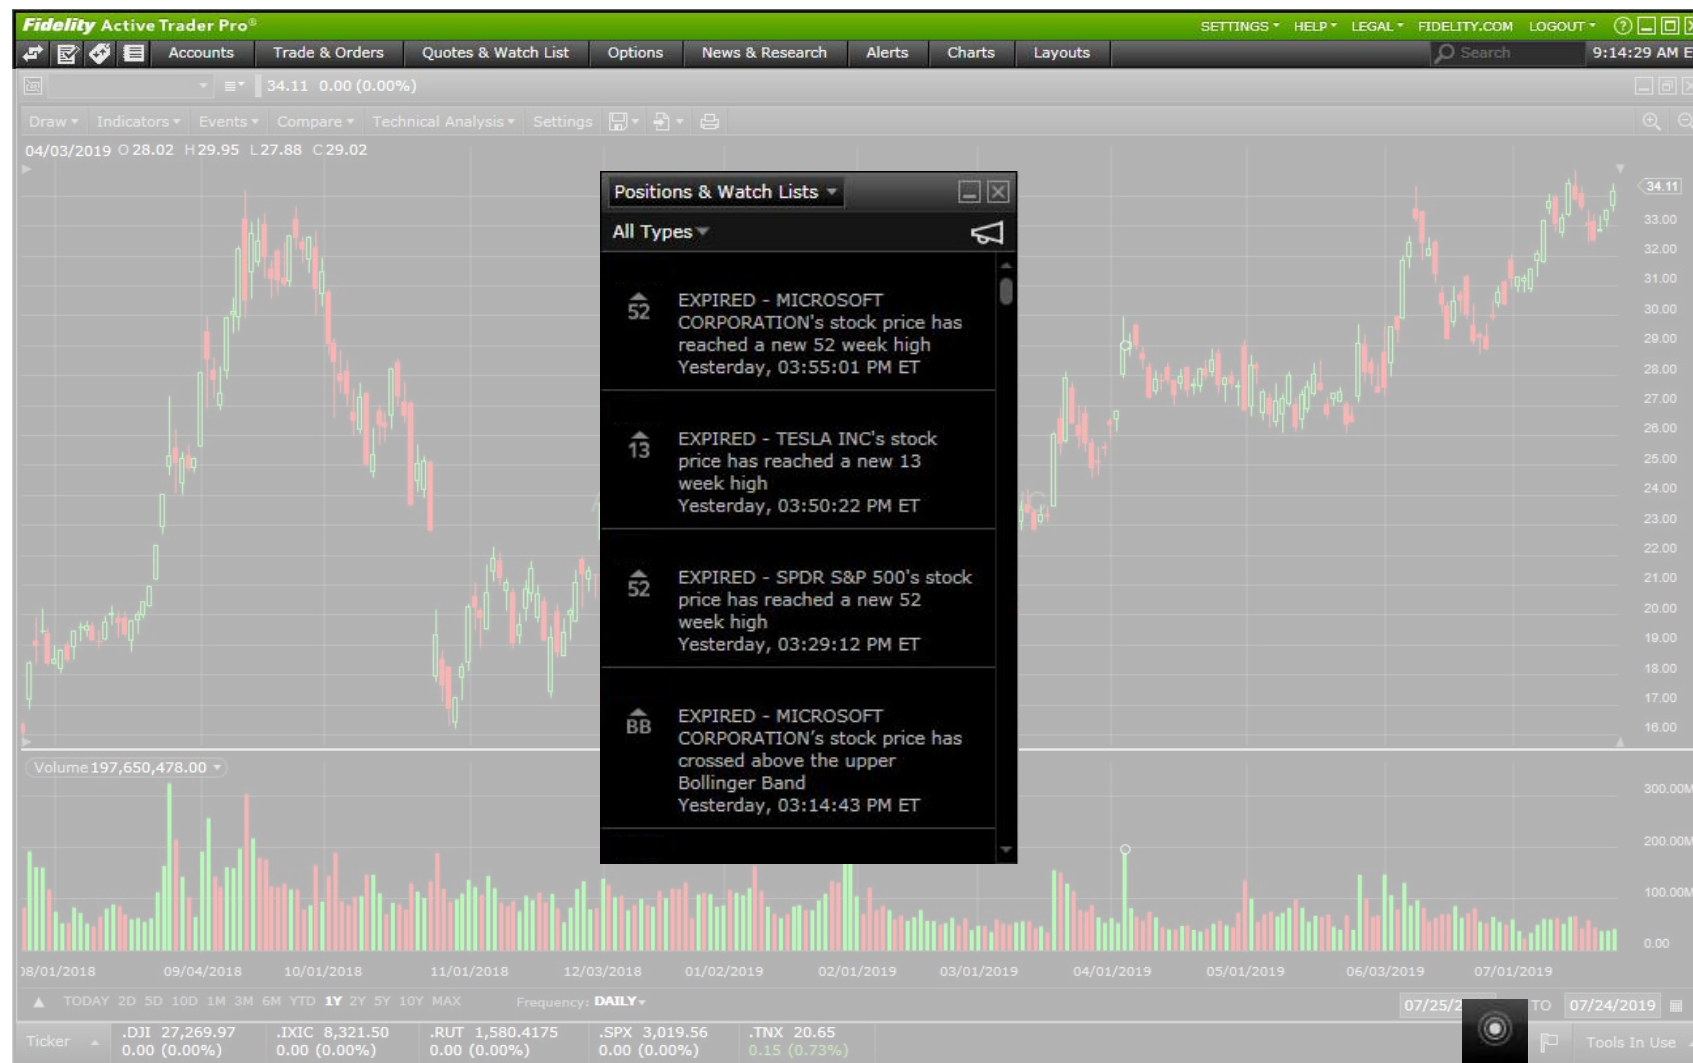 Fidelity Active Trader Pro®
SETTINGS HELP LEGAL FIDELITY.COM LOGOUT ?
Accounts Trade & Orders Quotes & Watch List Options News & Research Alerts Charts Layouts Search 9:14:29 AM E
34.11 0.00 (0.00%)
Draw Indicators Events Compare Technical Analysis Settings
04/03/2019 O 28.02 H 29.95 L 27.88 C 29.02
Positions & Watch Lists
All Types
52
EXPIRED - MICROSOFT
CORPORATION's stock price has
reached a new 52 week high
Yesterday, 03:55:01 PM ET
13
EXPIRED - TESLA INC's stock
price has reached a new 13
week high
Yesterday, 03:50:22 PM ET
52
EXPIRED - SPDR S&P 500's stock
price has reached a new 52
week high
Yesterday, 03:29:12 PM ET
BB
EXPIRED - MICROSOFT
CORPORATION's stock price has
crossed above the upper
Bollinger Band
Yesterday, 03:14:43 PM ET
34.11
33.00
32.00
31.00
30.00
29.00
28.00
27.00
26.00
25.00
24.00
23.00
22.00
21.00
20.00
19.00
18.00
17.00
16.00
Volume 197,650,478.00
300.00M
200.00M
100.00M
0.00
08/01/2018 09/04/2018 10/01/2018 11/01/2018 12/03/2018 01/02/2019 02/01/2019 03/01/2019 04/01/2019 05/01/2019 06/03/2019 07/01/2019
TODAY 2D 5D 10D 1M 3M 6M YTD 1Y 2Y 5Y 10Y MAX Frequency: DAILY 07/25/2 TO 07/24/2019
Ticker .DJI 27,269.97 .IXIC 8,321.50 .RUT 1,580.4175 .SPX 3,019.56 .TNX 20.65 Tools In Use
0.00 (0.00%) 0.00 (0.00%) 0.00 (0.00%) 0.00 (0.00%) 0.15 (0.73%)